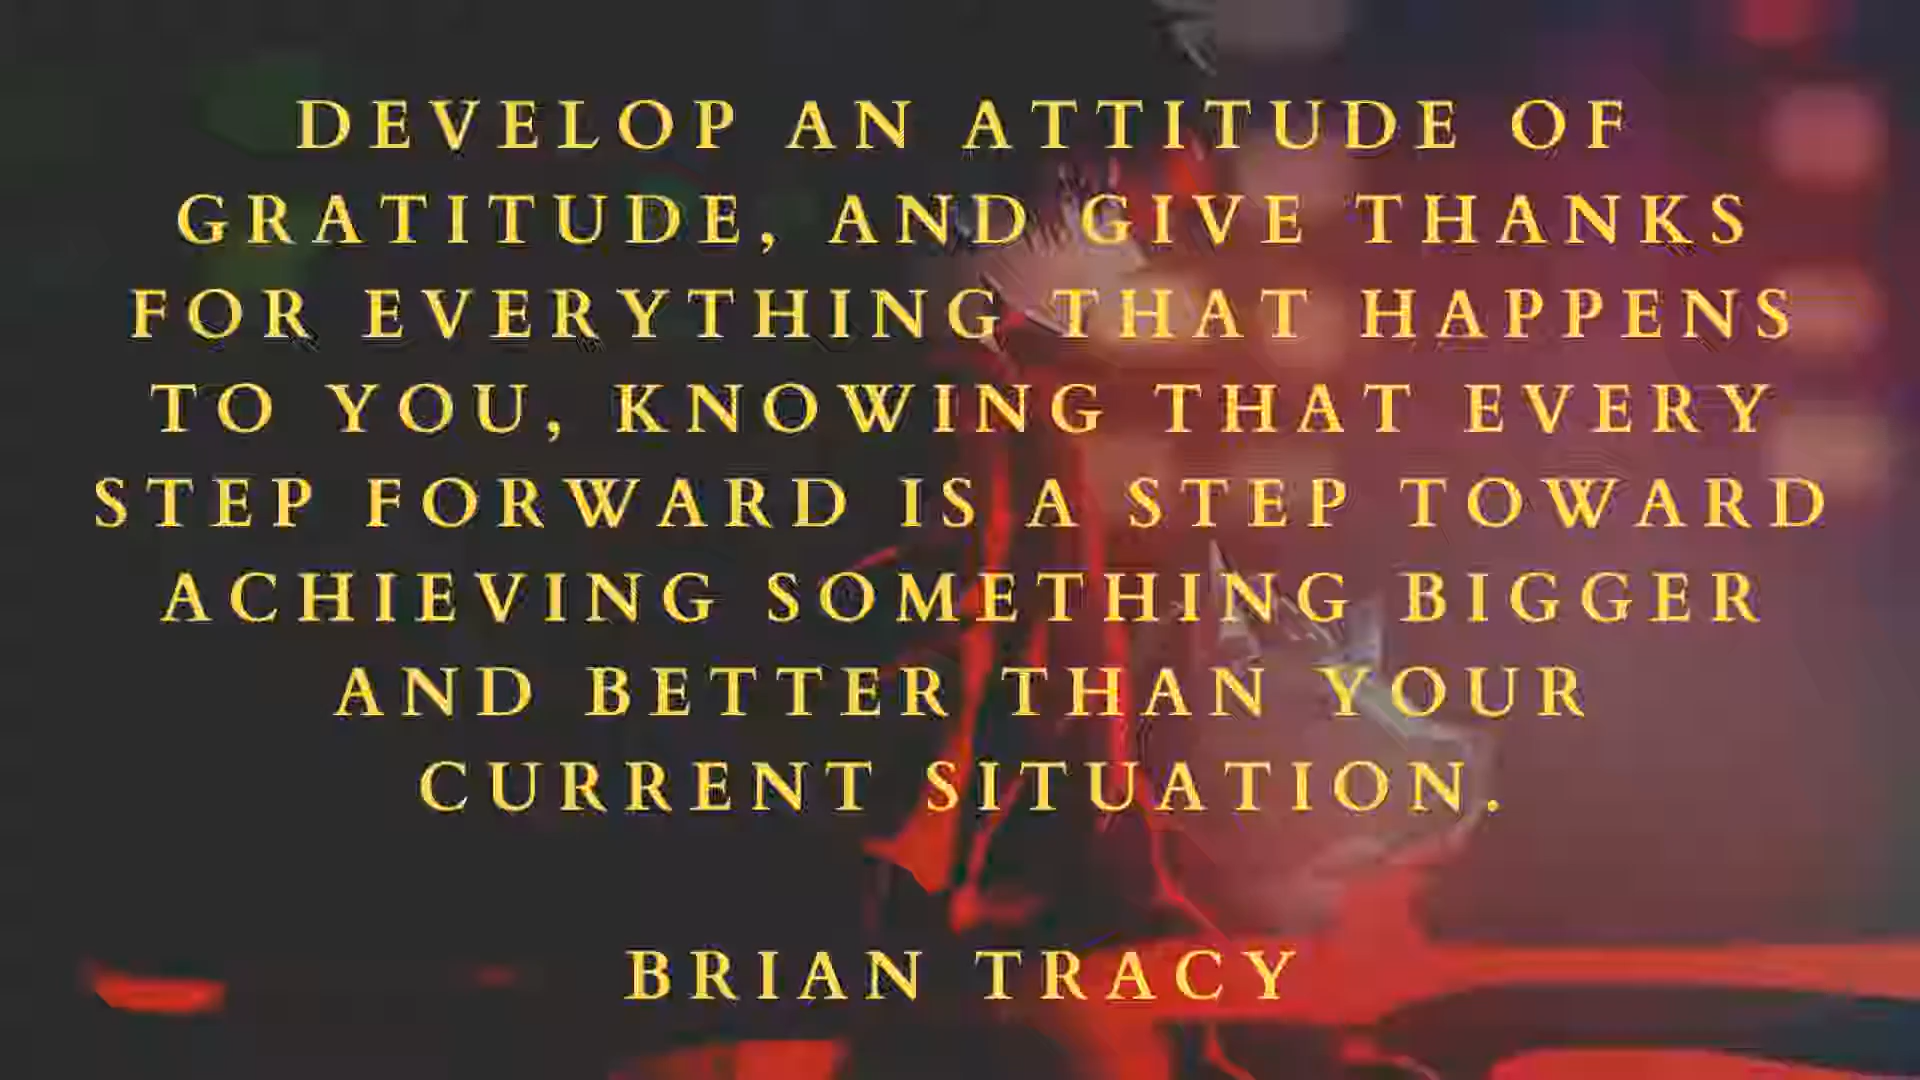 DEVELOP AN ATTITUDE OF
GRATITUDE, AND GIVE THANKS
FOR EVERYTHING THAT HAPPENS
TO YOU, KNOWING THAT EVERY
STEP FORWARD IS A STEP TOWARD
ACHIEVING SOMETHING BIGGER
AND BETTER THAN YOUR
CURRENT SITUATION.
BRIAN TRACY